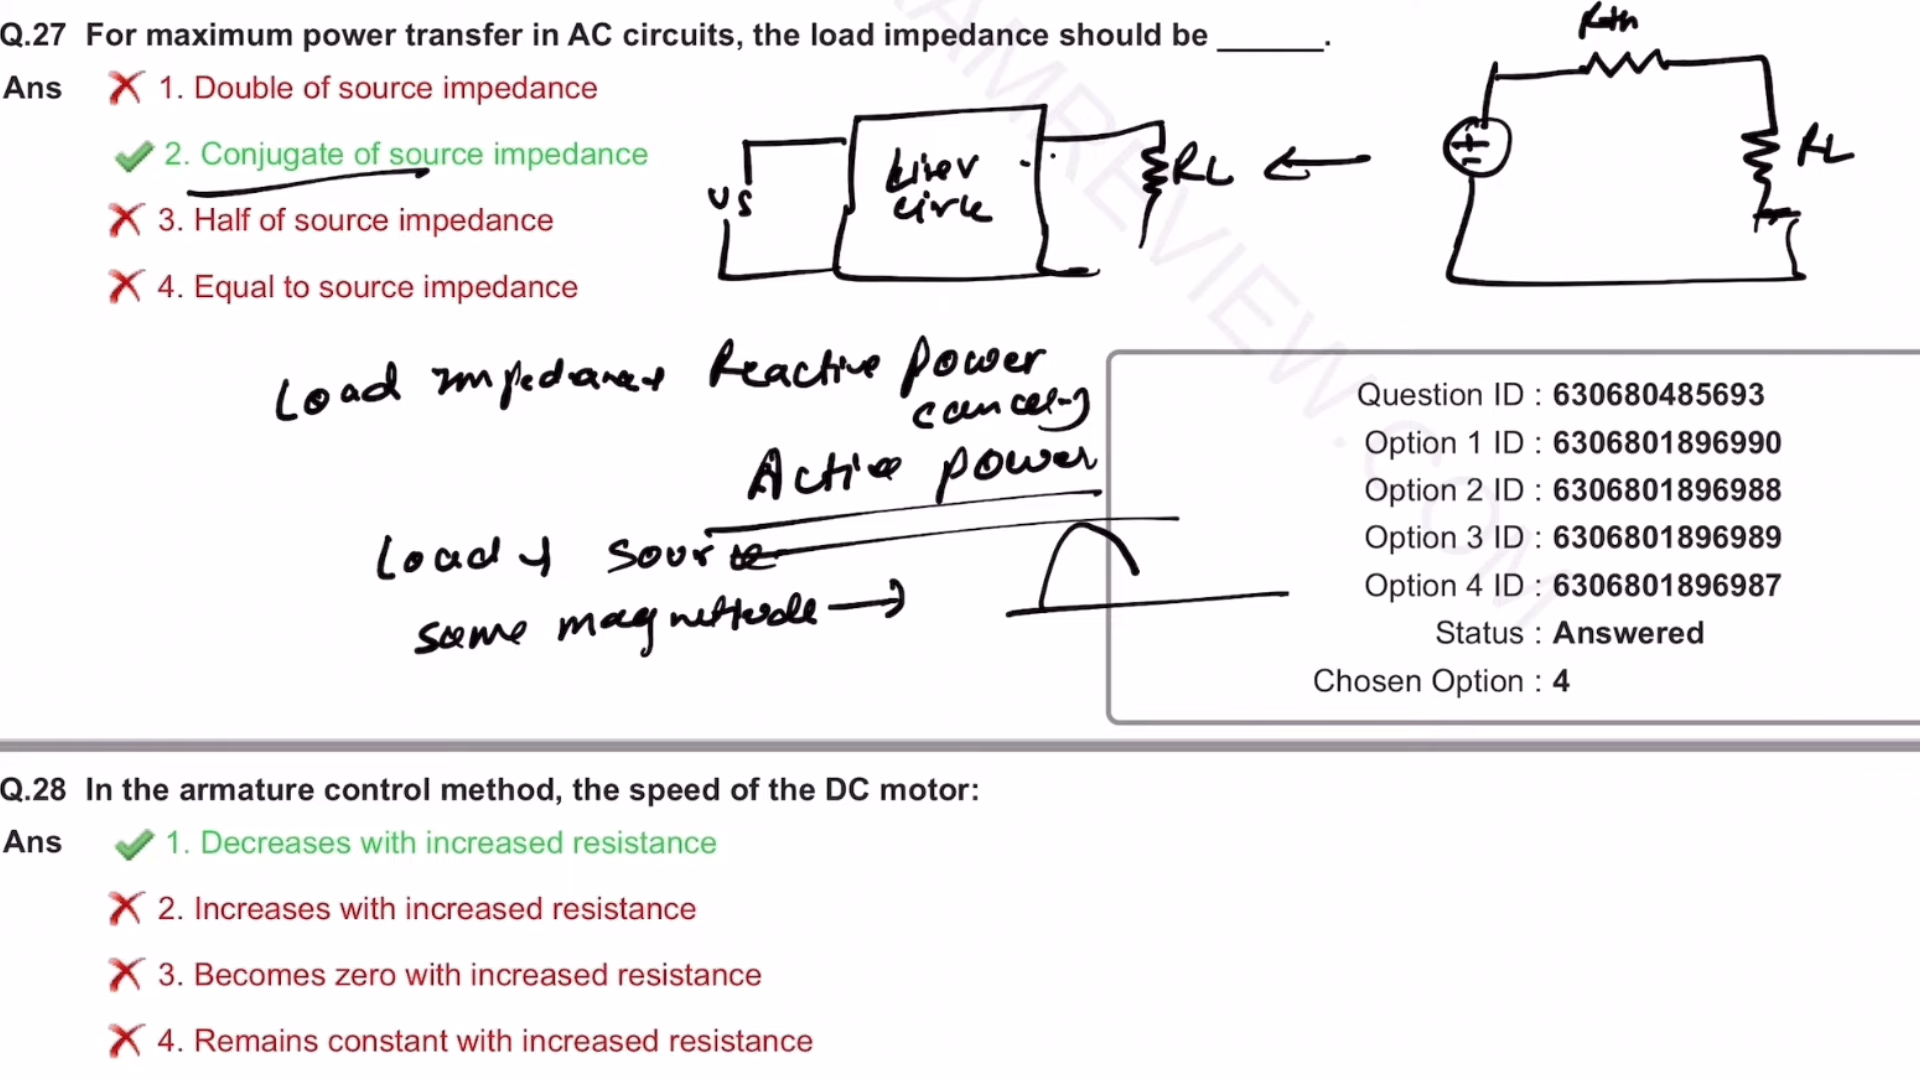 Q.27 For maximum power transfer in AC circuits, the load impedance should be ______.
Ans 1. Double of source impedance
2. Conjugate of source impedance
3. Half of source impedance
4. Equal to source impedance
Rth
RL
Vs
RL
Load Impedance Reactive Power
Active power
Load & Source
same
Question ID : 630680485693
Option 1 ID : 6306801896990
Option 2 ID : 6306801896988
Option 3 ID : 6306801896989
Option 4 ID : 6306801896987
Status : Answered
Chosen Option : 4
Q.28 In the armature control method, the speed of the DC motor:
Ans 1. Decreases with increased resistance
2. Increases with increased resistance
3. Becomes zero with increased resistance
4. Remains constant with increased resistance